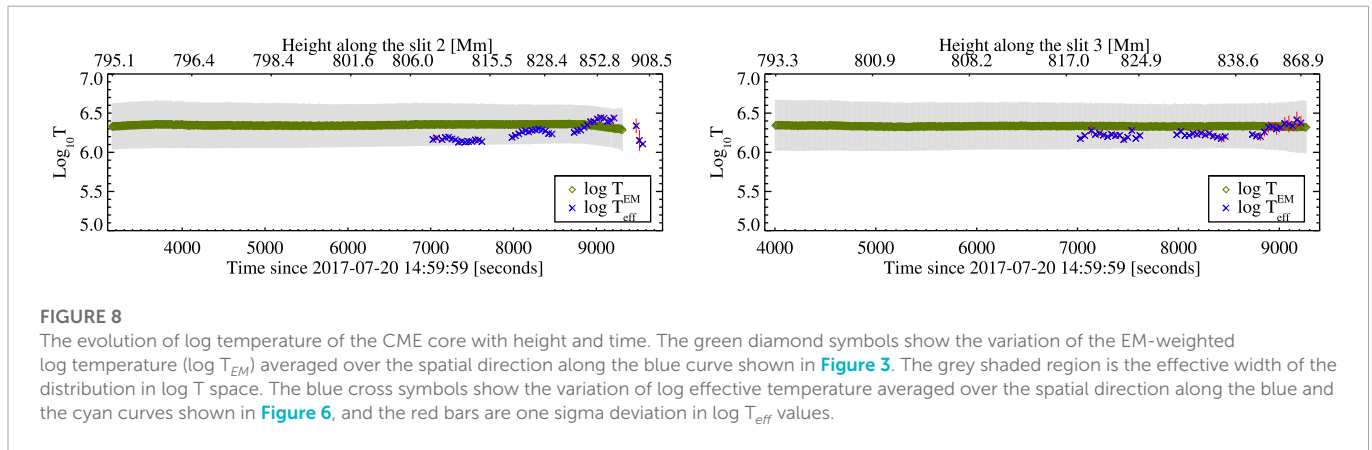 Height along the slit 2 [Mm]
795.1 796.4 798.4 801.6 806.0 815.5 828.4 852.8 908.5
7.0
6.5
6.0
5.5
5.0
Log10T
log T_EM
log T_eff
4000 5000 6000 7000 8000 9000
Time since 2017-07-20 14:59:59 [seconds]
Height along the slit 3 [Mm]
793.3 800.9 808.2 817.0 824.9 838.6 868.9
7.0
6.5
6.0
5.5
5.0
Log10T
log T_EM
log T_eff
4000 5000 6000 7000 8000 9000
Time since 2017-07-20 14:59:59 [seconds]
FIGURE 8
The evolution of log temperature of the CME core with height and time. The green diamond symbols show the variation of the EM-weighted
log temperature (log T_EM) averaged over the spatial direction along the blue curve shown in Figure 3. The grey shaded region is the effective width of the
distribution in log T space. The blue cross symbols show the variation of log effective temperature averaged over the spatial direction along the blue and
the cyan curves shown in Figure 6, and the red bars are one sigma deviation in log T_eff values.